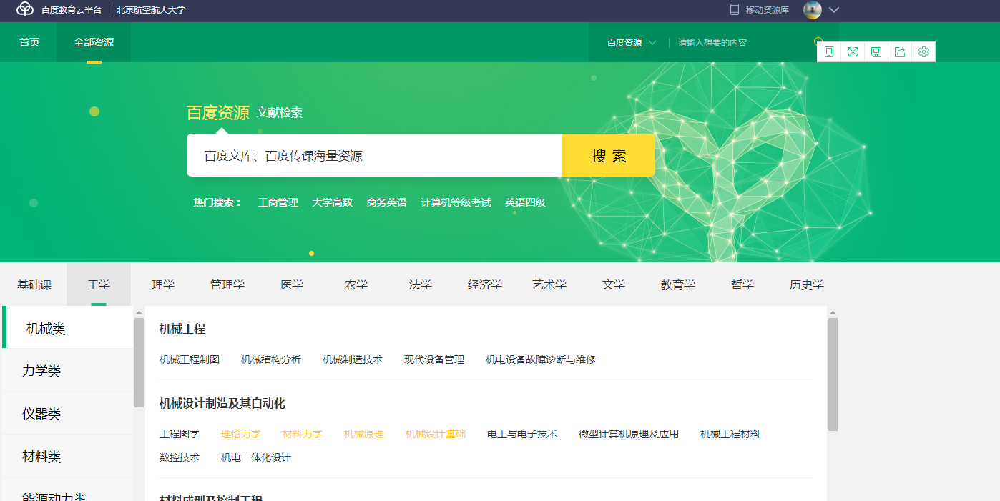 百度教育云平台 北京航空航天大学 移动资源库
首页 全部资源 百度资源 请输入想要的内容
百度资源 文献检索
百度文库、百度传课海量资源 搜 索
热门搜索： 工商管理 大学高数 商务英语 计算机等级考试 英语四级
基础课 工学 理学 管理学 医学 农学 法学 经济学 艺术学 文学 教育学 哲学 历史学
机械类
力学类
仪器类
材料类
能源动力类
机械工程
机械工程制图 机械结构分析 机械制造技术 现代设备管理 机电设备故障诊断与维修
机械设计制造及其自动化
工程图学 理论力学 材料力学 机械原理 机械设计基础 电工与电子技术 微型计算机原理及应用 机械工程材料
数控技术 机电一体化设计
材料成型及控制工程